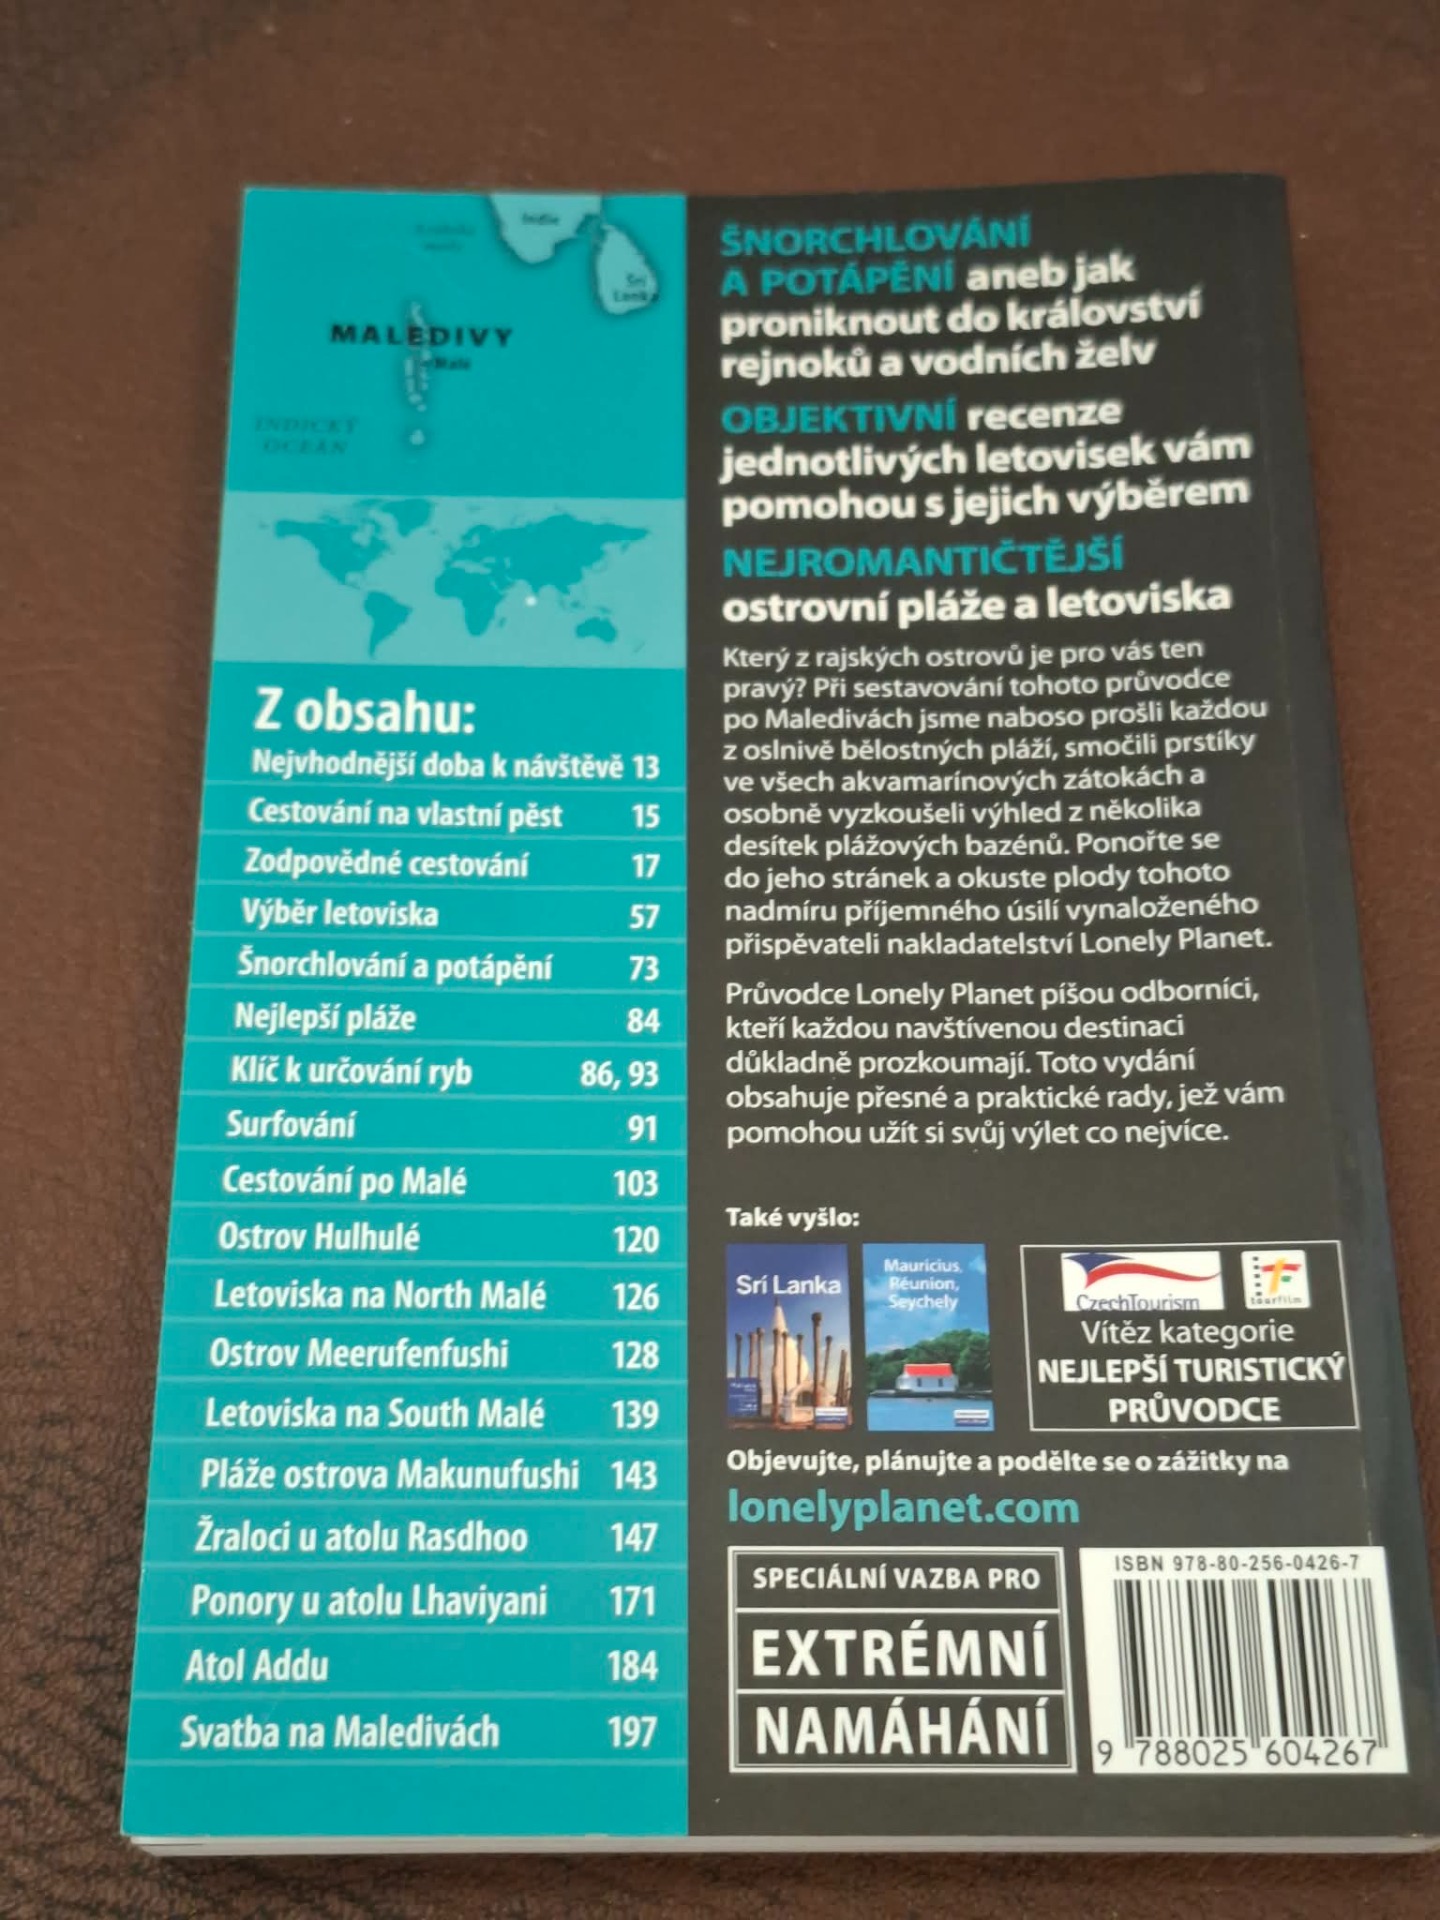 Indie
Srí
Lanka
MALEDIVY
Malé
INDICKÝ
OCEÁN
Z obsahu:
Nejvhodnější doba k návštěvě 13
Cestování na vlastní pěst 15
Zodpovědné cestování 17
Výběr letoviska 57
Šnorchlování a potápění 73
Nejlepší pláže 84
Klíč k určování ryb 86, 93
Surfování 91
Cestování po Malé 103
Ostrov Hulhulé 120
Letoviska na North Malé 126
Ostrov Meerufenfushi 128
Letoviska na South Malé 139
Pláže ostrova Makunufushi 143
Žraloci u atolu Rasdhoo 147
Ponory u atolu Lhaviyani 171
Atol Addu 184
Svatba na Maledivách 197
ŠNORCHLOVÁNÍ
A POTÁPĚNÍ aneb jak
proniknout do království
rejnoků a vodních želv
OBJEKTIVNÍ recenze
jednotlivých letovisek vám
pomohou s jejich výběrem
NEJROMANTIČTĚJŠÍ
ostrovní pláže a letoviska
Který z rajských ostrovů je pro vás ten
pravý? Při sestavování tohoto průvodce
po Maledivách jsme naboso prošli každou
z oslnivě bělostných pláží, smočili prstíky
ve všech akvamarínových zátokách a
osobně vyzkoušeli výhled z několika
desítek plážových bazénů. Ponořte se
do jeho stránek a okuste plody tohoto
nadmíru příjemného úsilí vynaloženého
přispěvateli nakladatelství Lonely Planet.
Průvodce Lonely Planet píšou odborníci,
kteří každou navštívenou destinaci
důkladně prozkoumají. Toto vydání
obsahuje přesné a praktické rady, jež vám
pomohou užít si svůj výlet co nejvíce.
Také vyšlo:
Srí Lanka
Mauricius,
Réunion,
Seychely
CzechTourism
tourfilm
Vítěz kategorie
NEJLEPŠÍ TURISTICKÝ
PRŮVODCE
Objevujte, plánujte a podělte se o zážitky na
lonelyplanet.com
SPECIÁLNÍ VAZBA PRO
EXTRÉMNÍ
NAMÁHÁNÍ
ISBN 978-80-256-0426-7
9 788025 604267